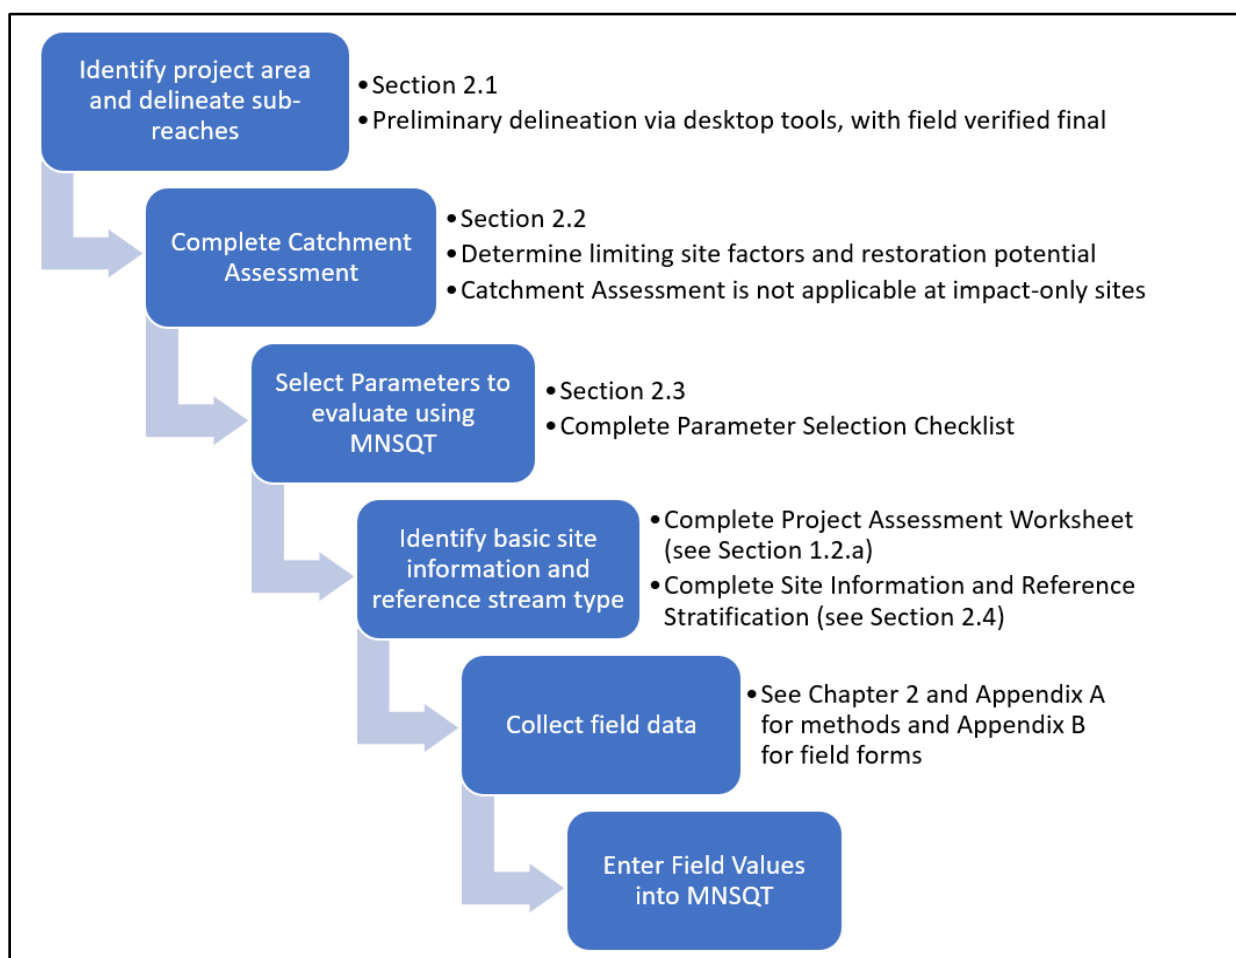 Identify project area
and delineate sub-
reaches
•Section 2.1
•Preliminary delineation via desktop tools, with field verified final
Complete Catchment
Assessment
•Section 2.2
•Determine limiting site factors and restoration potential
•Catchment Assessment is not applicable at impact-only sites
Select Parameters to
evaluate using
MNSQT
•Section 2.3
•Complete Parameter Selection Checklist
Identify basic site
information and
reference stream type
•Complete Project Assessment Worksheet
(see Section 1.2.a)
•Complete Site Information and Reference
Stratification (see Section 2.4)
Collect field data
•See Chapter 2 and Appendix A
for methods and Appendix B
for field forms
Enter Field Values
into MNSQT